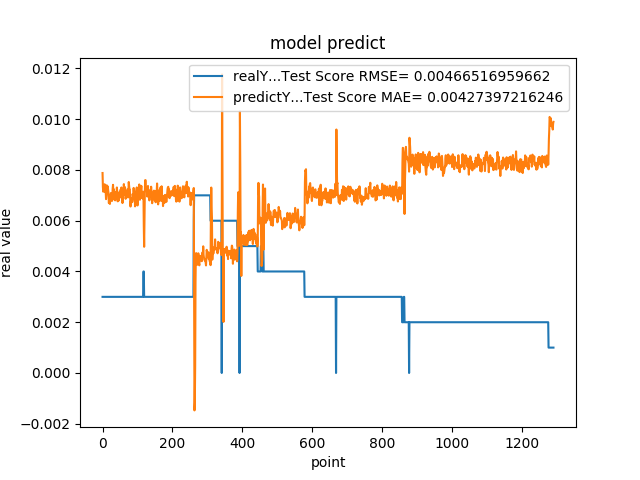 model predict
realY...Test Score RMSE= 0.00466516959662
predictY...Test Score MAE= 0.00427397216246
0.012
0.010
0.008
0.006
0.004
0.002
0.000
−0.002
real value
0 200 400 600 800 1000 1200
point